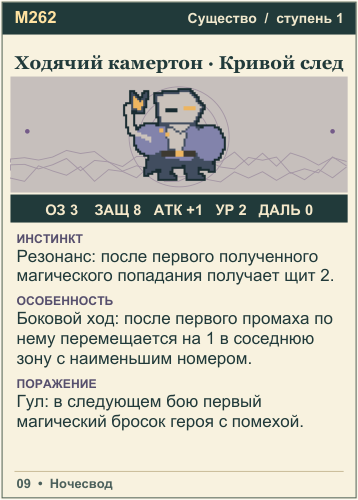 М262
Существо / ступень 1
Ходячий камертон · Кривой след
ОЗ 3 ЗАЩ 8 АТК +1 УР 2 ДАЛЬ 0
ИНСТИНКТ
Резонанс: после первого полученного
магического попадания получает щит 2.
ОСОБЕННОСТЬ
Боковой ход: после первого промаха по
нему перемещается на 1 в соседнюю
зону с наименьшим номером.
ПОРАЖЕНИЕ
Гул: в следующем бою первый
магический бросок героя с помехой.
09 • Ночесвод